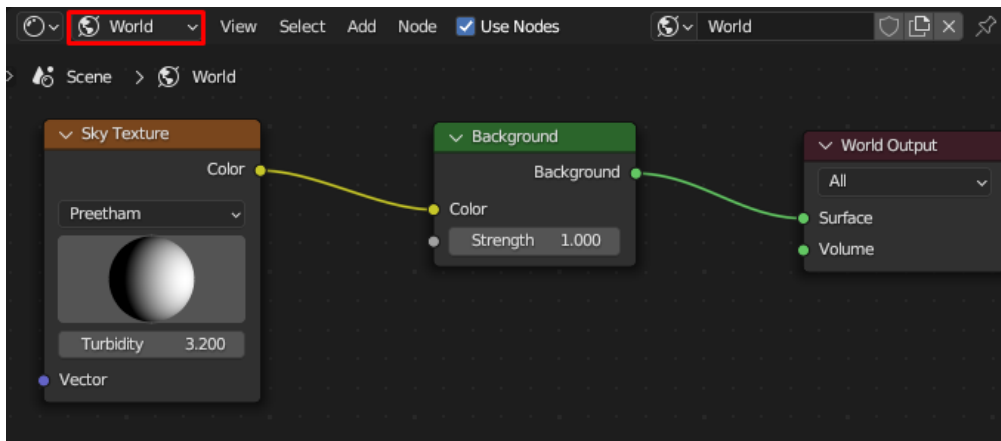 World View Select Add Node Use Nodes World
Scene > World
Sky Texture
Color
Preetham
Turbidity 3.200
Vector
Background
Background
Color
Strength 1.000
World Output
All
Surface
Volume